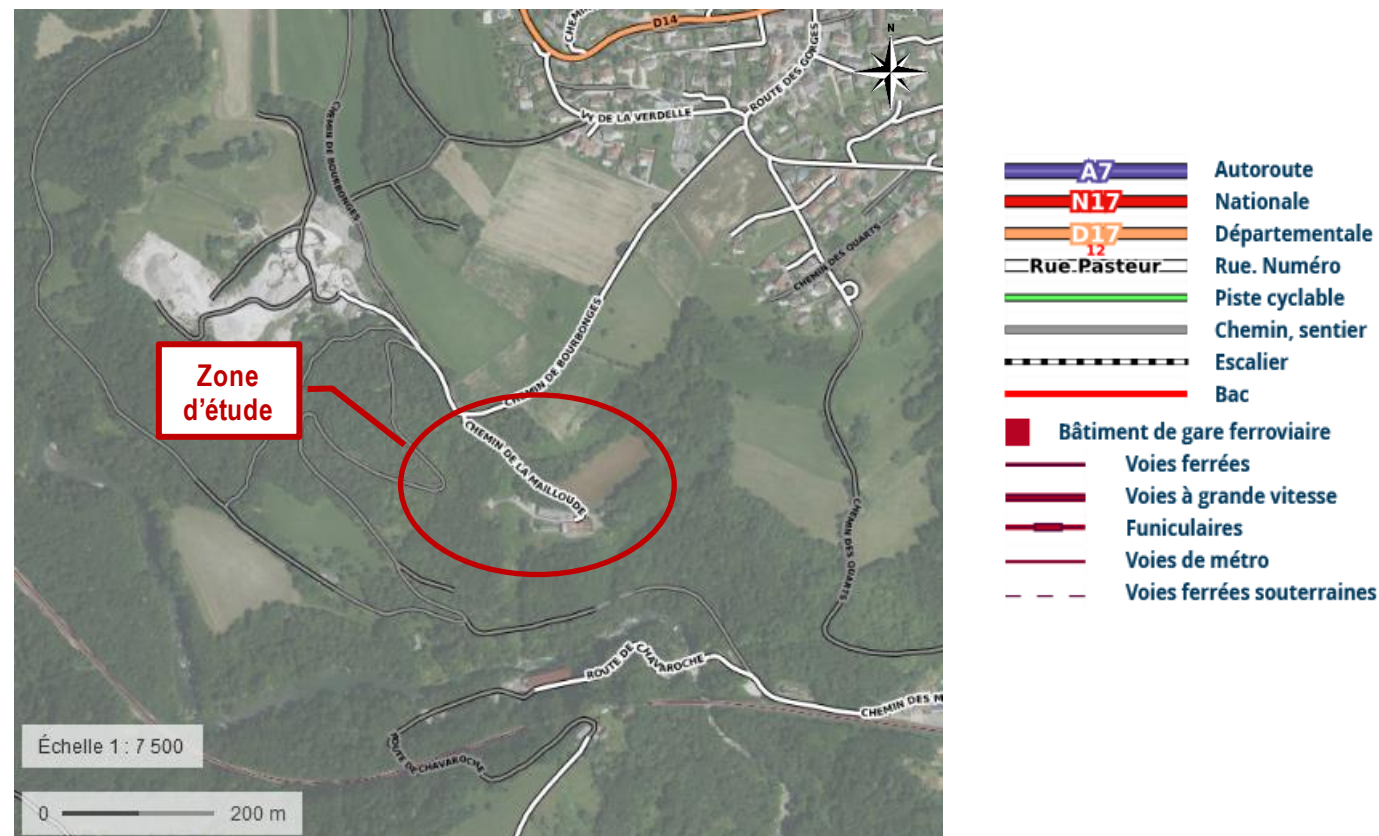 CHEMIN
D14
N
ROUTE DES GORGES
DE LA VERDELLE
CHEMIN DE BOURBONGES
CHEMIN DES QUARTS
CHEMIN DE BOURBONGES
Zone
d'étude
CHEMIN DE LA MAILLOUDE
CHEMIN DES QUARTS
ROUTE DE CHAVAROCHE
CHEMIN DES M
ROUTE DE CHAVAROCHE
Échelle 1 : 7 500
0 200 m
A7 Autoroute
N17 Nationale
D17 Départementale
12
Rue Pasteur Rue. Numéro
Piste cyclable
Chemin, sentier
Escalier
Bac
Bâtiment de gare ferroviaire
Voies ferrées
Voies à grande vitesse
Funiculaires
Voies de métro
Voies ferrées souterraines